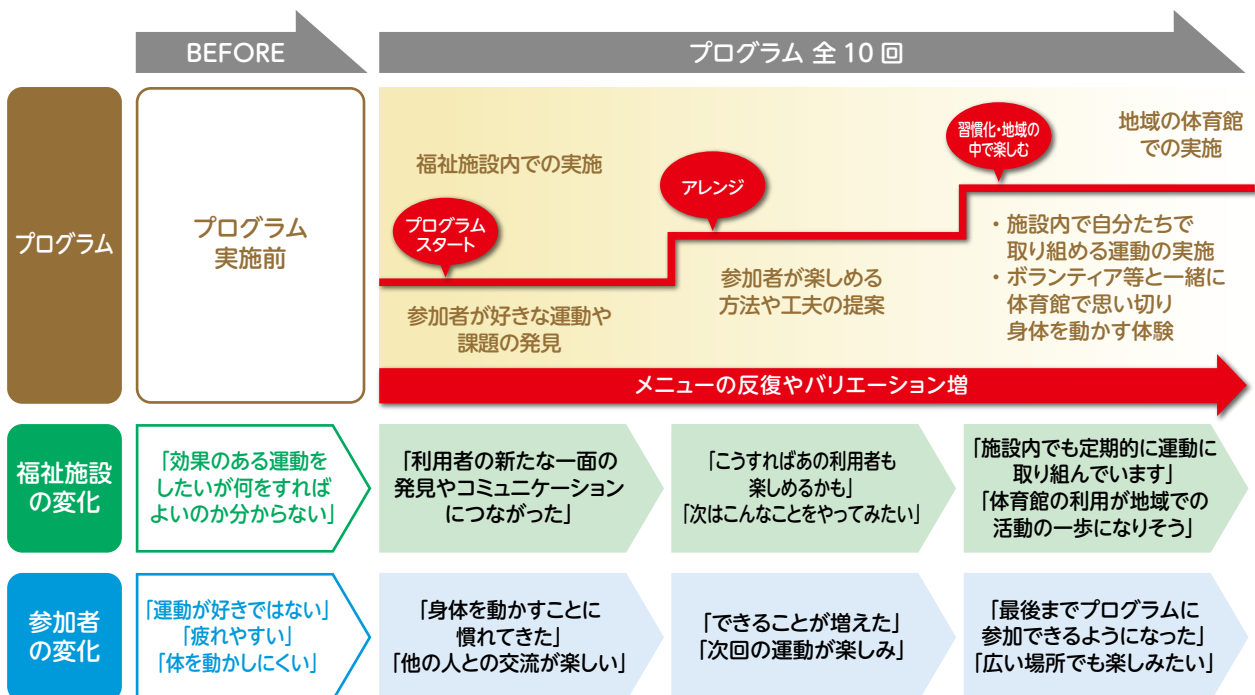 BEFORE
プログラム 全10回
プログラム
プログラム
実施前
福祉施設内での実施
プログラム
スタート
参加者が好きな運動や
課題の発見
アレンジ
参加者が楽しめる
方法や工夫の提案
習慣化・地域の
中で楽しむ
地域の体育館
での実施
・施設内で自分たちで
取り組める運動の実施
・ボランティア等と一緒に
体育館で思い切り
身体を動かす体験
メニューの反復やバリエーション増
福祉施設
の変化
「効果のある運動を
したいが何をすれば
よいのか分からない」
「利用者の新たな一面の
発見やコミュニケーション
につながった」
「こうすればあの利用者も
楽しめるかも」
「次はこんなことをやってみたい」
「施設内でも定期的に運動に
取り組んでいます」
「体育館の利用が地域での
活動の一歩になりそう」
参加者
の変化
「運動が好きではない」
「疲れやすい」
「体を動かしにくい」
「身体を動かすことに
慣れてきた」
「他の人との交流が楽しい」
「できることが増えた」
「次回の運動が楽しみ」
「最後までプログラムに
参加できるようになった」
「広い場所でも楽しみたい」